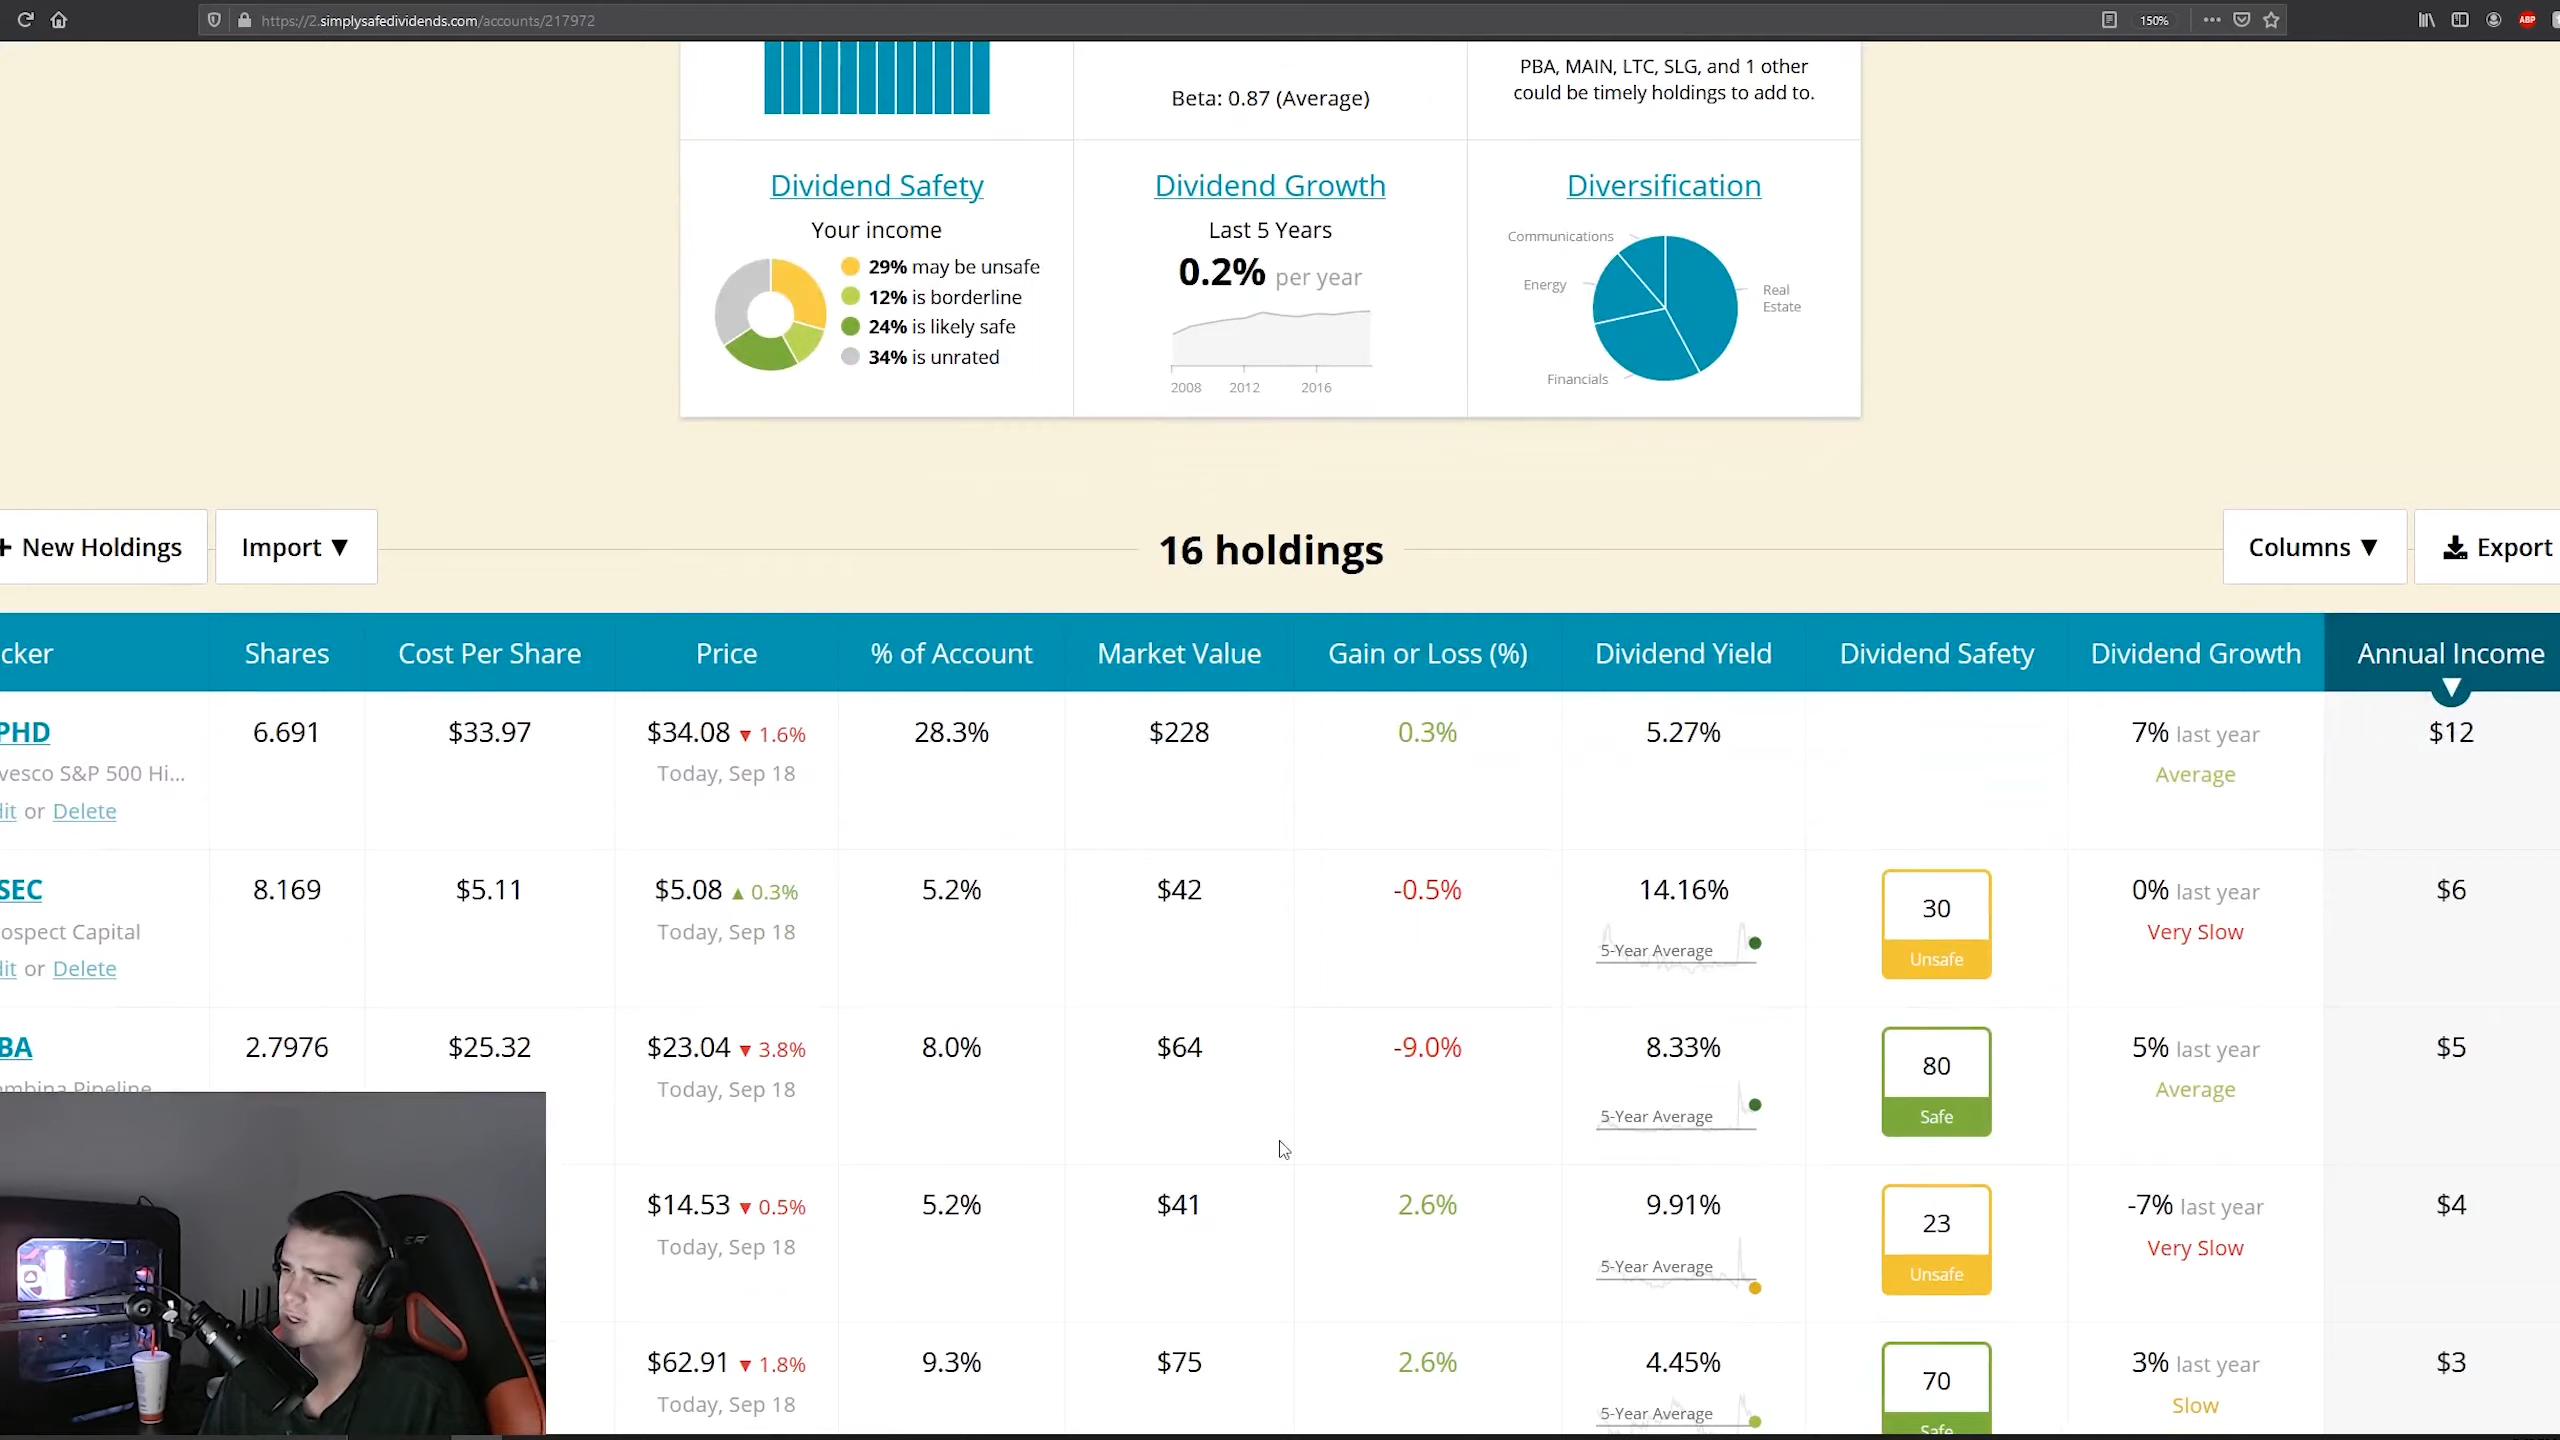 https://2.simplysafedividends.com/accounts/217972
150%
ABP
Beta: 0.87 (Average)
PBA, MAIN, LTC, SLG, and 1 other
could be timely holdings to add to.
Dividend Safety
Your income
29% may be unsafe
12% is borderline
24% is likely safe
34% is unrated
Dividend Growth
Last 5 Years
0.2% per year
2008 2012 2016
Diversification
Communications
Energy
Real
Estate
Financials
+ New Holdings
Import ▼
16 holdings
Columns ▼
Export
cker Shares Cost Per Share Price % of Account Market Value Gain or Loss (%) Dividend Yield Dividend Safety Dividend Growth Annual Income
▼
PHD 6.691 $33.97 $34.08 ▼ 1.6% 28.3% $228 0.3% 5.27% 7% last year $12
vesco S&P 500 Hi... Today, Sep 18 Average
dit or Delete
SEC 8.169 $5.11 $5.08 ▲ 0.3% 5.2% $42 -0.5% 14.16% 30 0% last year $6
ospect Capital Today, Sep 18 5-Year Average Unsafe Very Slow
dit or Delete
BA 2.7976 $25.32 $23.04 ▼ 3.8% 8.0% $64 -9.0% 8.33% 80 5% last year $5
mbina Pipeline Today, Sep 18 5-Year Average Safe Average
$14.53 ▼ 0.5% 5.2% $41 2.6% 9.91% 23 -7% last year $4
Today, Sep 18 5-Year Average Unsafe Very Slow
$62.91 ▼ 1.8% 9.3% $75 2.6% 4.45% 70 3% last year $3
Today, Sep 18 5-Year Average Safe Slow